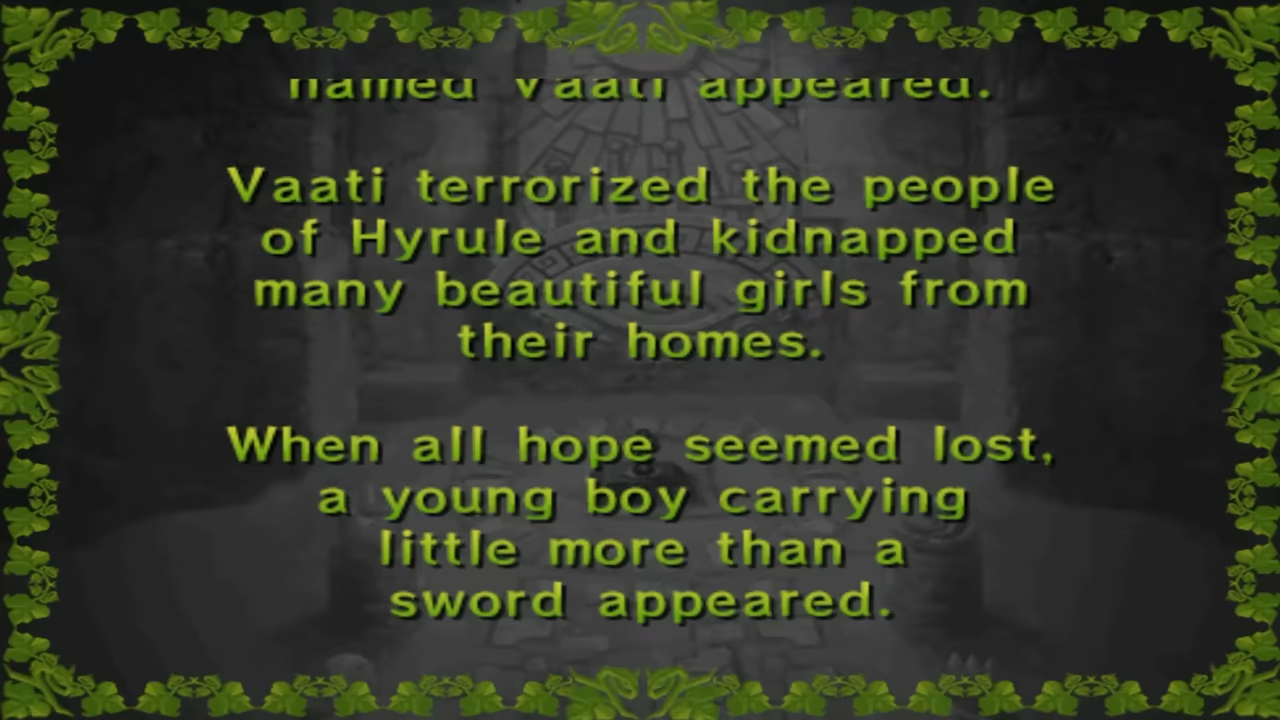 named Vaati appeared.
Vaati terrorized the people
of Hyrule and kidnapped
many beautiful girls from
their homes.
When all hope seemed lost,
a young boy carrying
little more than a
sword appeared.